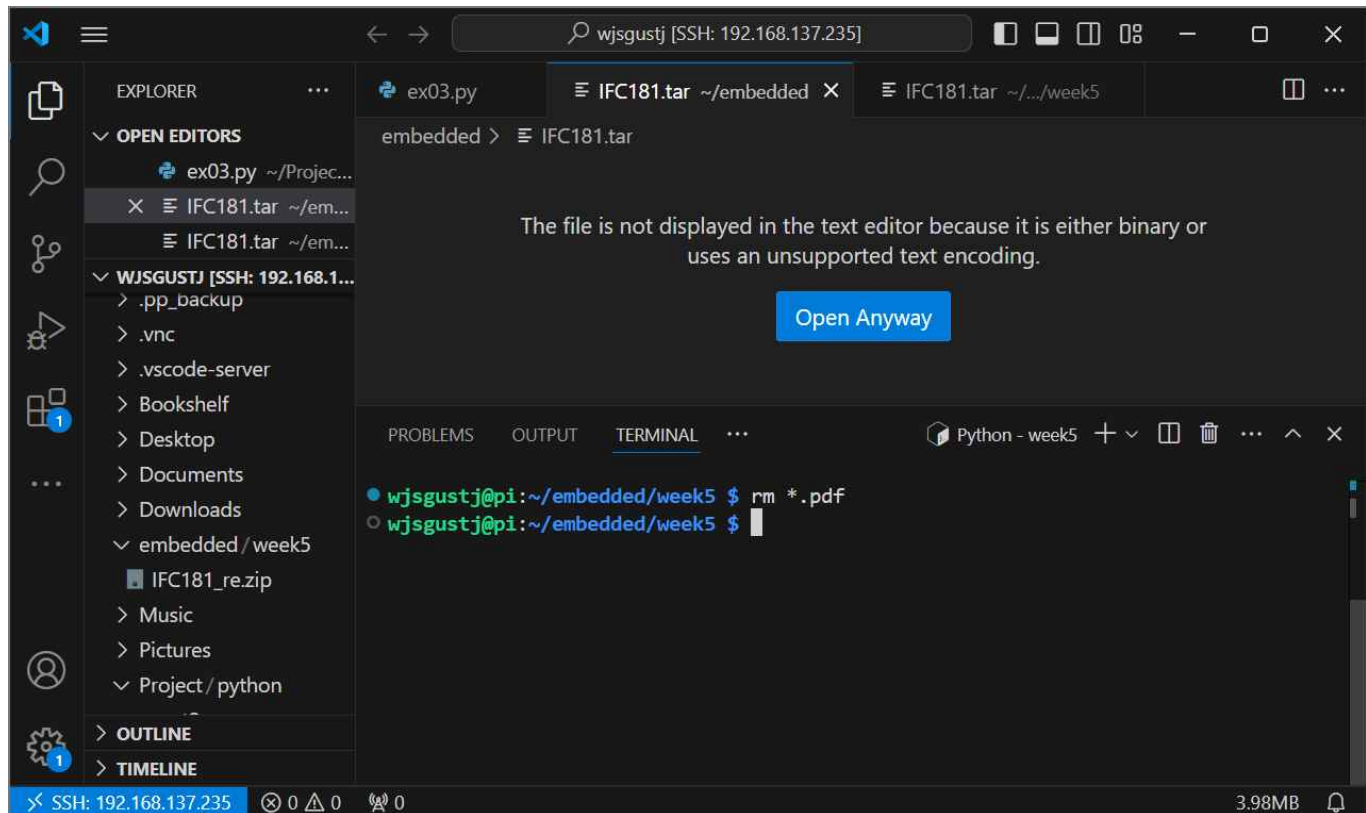 wjsgustj [SSH: 192.168.137.235]
EXPLORER ...
ex03.py
IFC181.tar ~/embedded
IFC181.tar ~/.../week5
OPEN EDITORS
embedded > IFC181.tar
ex03.py ~/Projec...
IFC181.tar ~/em...
IFC181.tar ~/em...
WJSGUSTJ [SSH: 192.168.1...
.pp_backup
.vnc
.vscode-server
Bookshelf
Desktop
Documents
Downloads
embedded/week5
IFC181_re.zip
Music
Pictures
Project/python
OUTLINE
TIMELINE
The file is not displayed in the text editor because it is either binary or
uses an unsupported text encoding.
Open Anyway
PROBLEMS OUTPUT TERMINAL ... Python - week5
wjsgustj@pi:~/embedded/week5 $ rm *.pdf
wjsgustj@pi:~/embedded/week5 $
1
1
SSH: 192.168.137.235 0 0 0 3.98MB